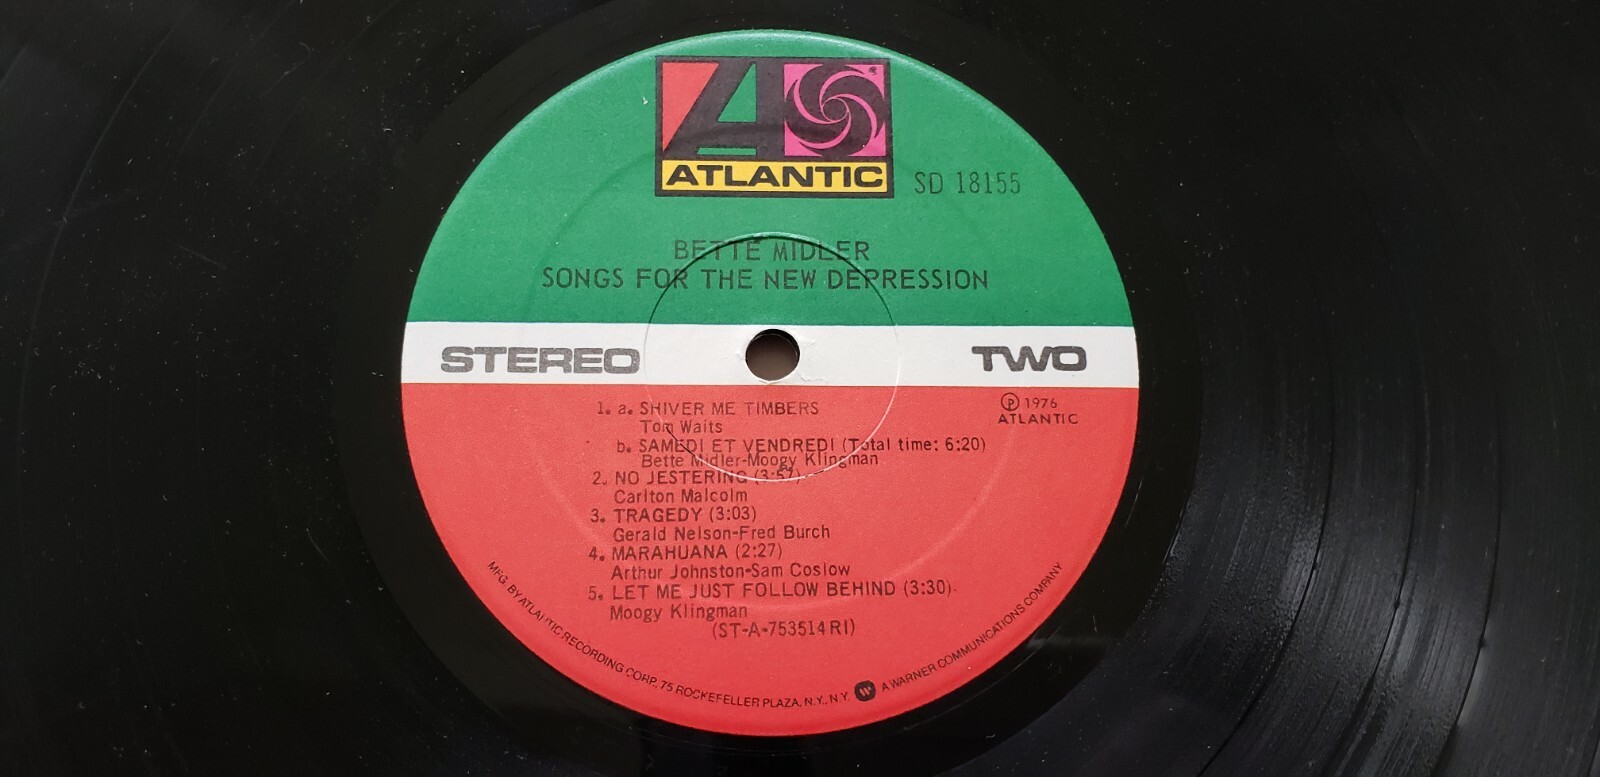 ATLANTIC
SD 18155
BETTE MIDLER
SONGS FOR THE NEW DEPRESSION
STEREO
TWO
1. a. SHIVER ME TIMBERS
Tom Waits
b. SAMEDI ET VENDREDI (Total time: 6:20)
Bette Midler-Moogy Klingman
2. NO JESTERING (3:57)
Carlton Malcolm
3. TRAGEDY (3:03)
Gerald Nelson-Fred Burch
4. MARAHUANA (2:27)
Arthur Johnston-Sam Coslow
5. LET ME JUST FOLLOW BEHIND (3:30)
Moogy Klingman
(ST-A-753514RI)
℗ 1976
ATLANTIC
MFG. BY ATLANTIC RECORDING CORP. 75 ROCKEFELLER PLAZA, N.Y., N.Y. A WARNER COMMUNICATIONS COMPANY